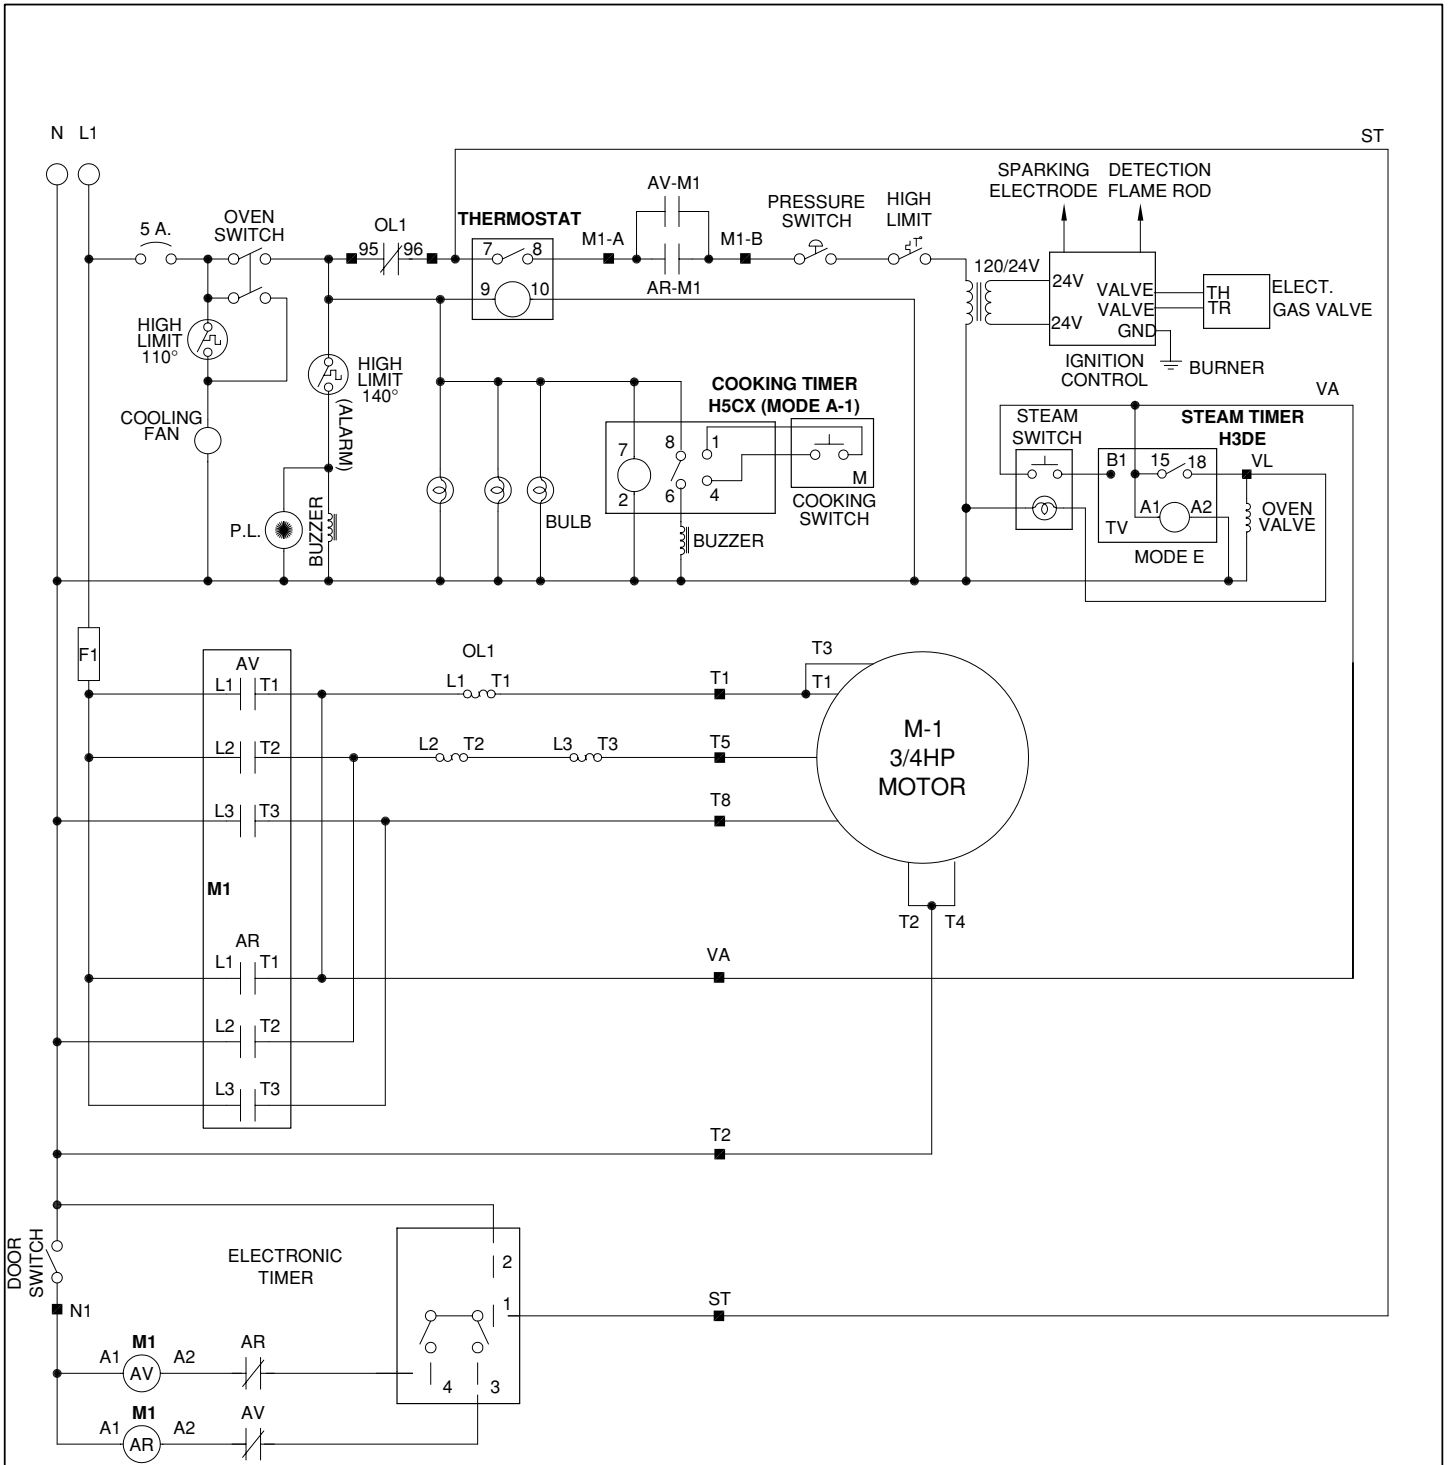 N L1
ST
SPARKING
ELECTRODE
DETECTION
FLAME ROD
AV-M1
PRESSURE
SWITCH
HIGH
LIMIT
OVEN
SWITCH
5 A.
OL1
95 96
THERMOSTAT
7 8
9 10
M1-A
M1-B
AR-M1
T°
120/24V
24V
24V
VALVE
VALVE
GND
TH
TR
ELECT.
GAS VALVE
IGNITION
CONTROL
BURNER
HIGH
LIMIT
110°
HIGH
LIMIT
140°
(ALARM)
COOLING
FAN
P.L.
BUZZER
BULB
COOKING TIMER
H5CX (MODE A-1)
7
2
8
6
1
4
M
COOKING
SWITCH
BUZZER
VA
STEAM
SWITCH
STEAM TIMER
H3DE
B1 15 18
VL
A1 A2
TV
MODE E
OVEN
VALVE
F1
AV
L1 T1
L2 T2
L3 T3
M1
AR
L1 T1
L2 T2
L3 T3
OL1
L1 T1
L2 T2
L3 T3
T1
T5
T8
T3
T1
M-1
3/4HP
MOTOR
T2 T4
VA
T2
DOOR
SWITCH
N1
ELECTRONIC
TIMER
2
1
4 3
ST
M1
A1 AV A2
AR
M1
A1 AR A2
AV